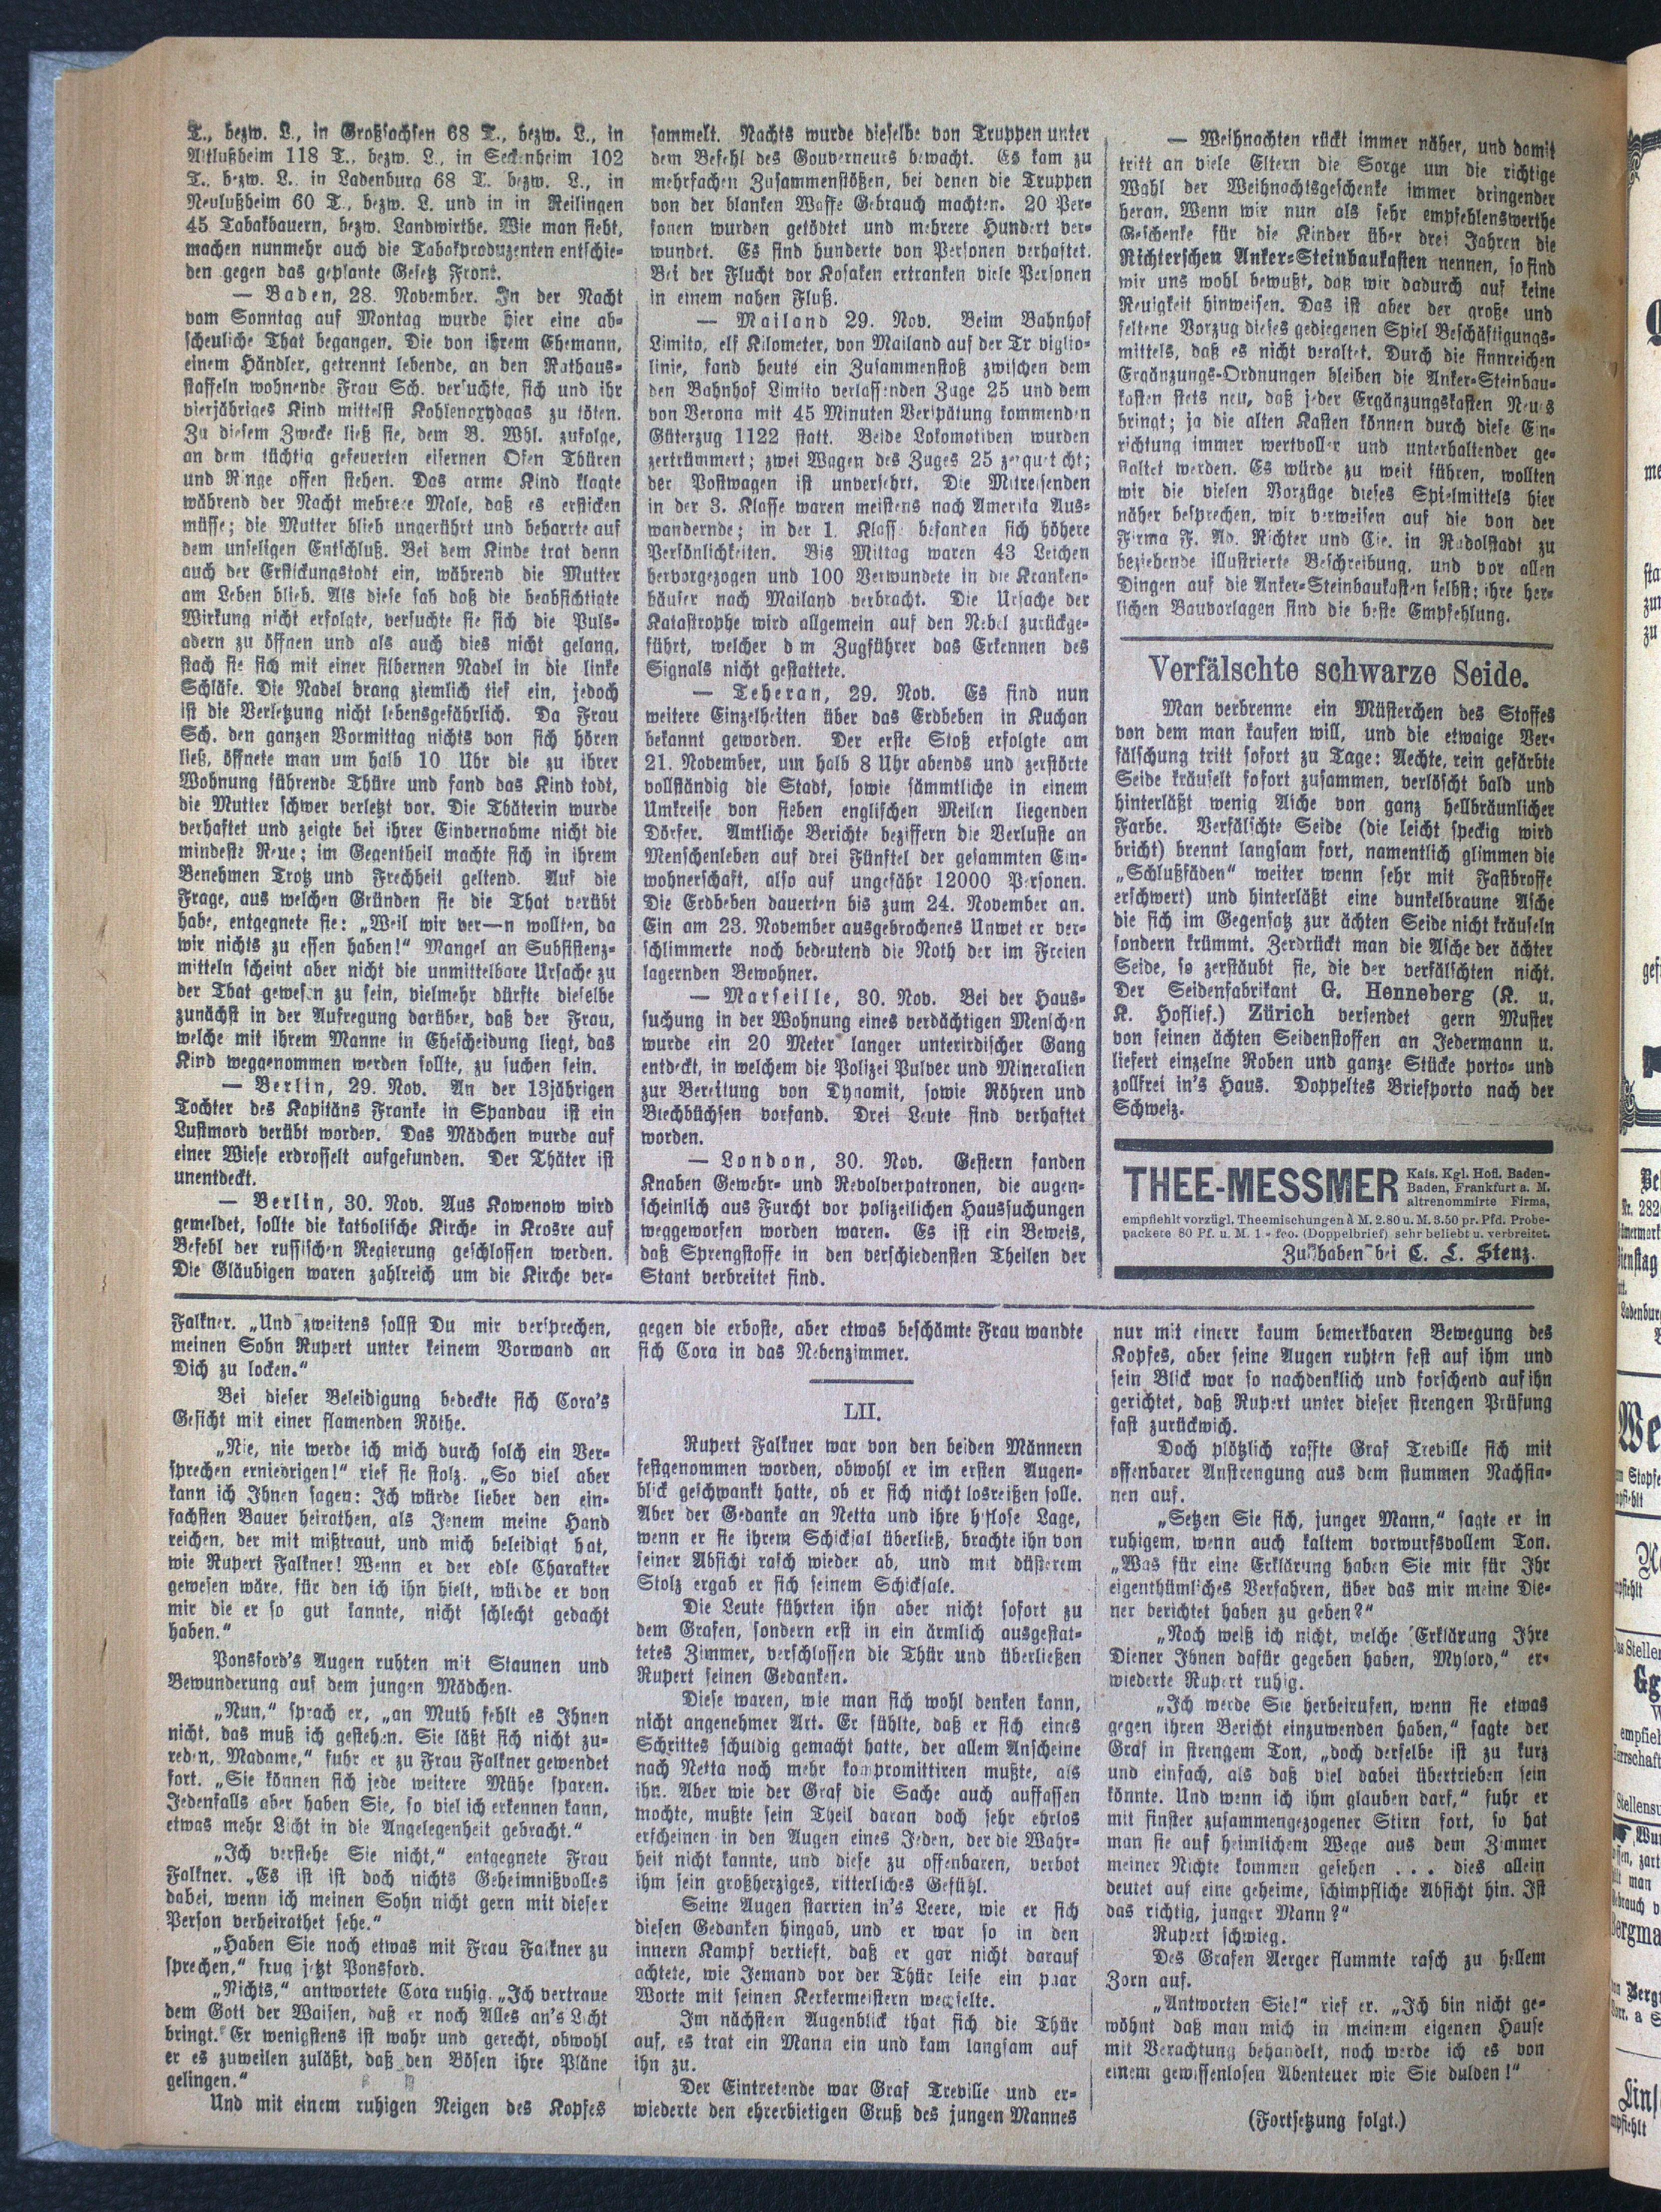 T., bezw. L., in Großsachsen 68 T., bezw. L., in
Altlußheim 118 T., bezw. L., in Seckenheim 102
T., bezw. L. in Ladenburg 68 T. bezw. L., in
Neulußheim 60 T., bezw. L. und in in Reilingen
45 Tabakbauern, bezw. Landwirthe. Wie man sieht,
machen nunmehr auch die Tabakproduzenten entschie-
den gegen das geplante Gesetz Front.
— Baden, 28. November. In der Nacht
vom Sonntag auf Montag wurde hier eine ab-
scheuliche That begangen. Die von ihrem Ehemann,
einem Händler, getrennt lebende, an den Rathaus-
staffeln wohnende Frau Sch. versuchte, sich und ihr
vierjähriges Kind mittelst Kohlenoxydgas zu töten.
Zu diesem Zwecke ließ sie, dem B. Wbl. zufolge,
an dem tüchtig gefeuerten eisernen Ofen Thüren
und Ringe offen stehen. Das arme Kind klagte
während der Nacht mehrere Male, daß es ersticken
müsse; die Mutter blieb ungerührt und beharrte auf
dem unseligen Entschluß. Bei dem Kinde trat denn
auch der Erstickungstodt ein, während die Mutter
am Leben blieb. Als diese sah daß die beabsichtigte
Wirkung nicht erfolgte, versuchte sie sich die Puls-
adern zu öffnen und als auch dies nicht gelang,
stach sie sich mit einer silbernen Nadel in die linke
Schläfe. Die Nadel drang ziemlich tief ein, jedoch
ist die Verletzung nicht lebensgefährlich. Da Frau
Sch. den ganzen Vormittag nichts von sich hören
ließ, öffnete man um halb 10 Uhr die zu ihrer
Wohnung führende Thüre und fand das Kind todt,
die Mutter schwer verletzt vor. Die Thäterin wurde
verhaftet und zeigte bei ihrer Einvernahme nicht die
mindeste Reue; im Gegentheil machte sich in ihrem
Benehmen Trotz und Frechheit geltend. Auf die
Frage, aus welchen Gründen sie die That verübt
habe, entgegnete sie: „Weil wir ver—n wollten, da
wir nichts zu essen haben!“ Mangel an Subsistenz-
mitteln scheint aber nicht die unmittelbare Ursache zu
der That gewesen zu sein, vielmehr dürfte dieselbe
zunächst in der Aufregung darüber, daß der Frau,
welche mit ihrem Manne in Ehescheidung liegt, das
Kind weggenommen werden sollte, zu suchen sein.
— Berlin, 29. Nov. An der 13jährigen
Tochter des Kapitäns Franke in Spandau ist ein
Lustmord verübt worden. Das Mädchen wurde auf
einer Wiese erdrosselt aufgefunden. Der Thäter ist
unentdeckt.
— Berlin, 30. Nov. Aus Kowenow wird
gemeldet, sollte die katholische Kirche in Krosre auf
Befehl der russischen Regierung geschlossen werden.
Die Gläubigen waren zahlreich um die Kirche ver-
sammelt. Nachts wurde dieselbe von Truppen unter
dem Befehl des Gouverneurs bewacht. Es kam zu
mehrfachen Zusammenstößen, bei denen die Truppen
von der blanken Waffe Gebrauch machten. 20 Per-
sonen wurden getödtet und mehrere Hundert ver-
wundet. Es sind hunderte von Personen verhaftet.
Bei der Flucht vor Kosaken ertranken viele Personen
in einem nahen Fluß.
— Mailand 29. Nov. Beim Bahnhof
Limito, elf Kilometer, von Mailand auf der Tr viglio-
linie, fand heute ein Zusammenstoß zwischen dem
den Bahnhof Limito verlassenden Zuge 25 und dem
von Verona mit 45 Minuten Verspätung kommenden
Güterzug 1122 statt. Beide Lokomotiven wurden
zertrümmert; zwei Wagen des Zuges 25 zerquetscht;
der Postwagen ist unversehrt. Die Mitreisenden
in der 3. Klasse waren meistens nach Amerika Aus-
wandernde; in der 1. Klasse befanden sich höhere
Persönlichkeiten. Bis Mittag waren 43 Leichen
hervorgezogen und 100 Verwundete in die Kranken-
häuser nach Mailand verbracht. Die Ursache der
Katastrophe wird allgemein auf den Nebel zurückge-
führt, welcher dem Zugführer das Erkennen des
Signals nicht gestattete.
— Teheran, 29. Nov. Es sind nun
weitere Einzelheiten über das Erdbeben in Kuchan
bekannt geworden. Der erste Stoß erfolgte am
21. November, um halb 8 Uhr abends und zerstörte
vollständig die Stadt, sowie sämmtliche in einem
Umkreise von sieben englischen Meilen liegenden
Dörfer. Amtliche Berichte beziffern die Verluste an
Menschenleben auf drei Fünftel der gesammten Ein-
wohnerschaft, also auf ungefähr 12000 Personen.
Die Erdbeben dauerten bis zum 24. November an.
Ein am 23. November ausgebrochenes Unwetter ver-
schlimmerte noch bedeutend die Noth der im Freien
lagernden Bewohner.
— Marseille, 30. Nov. Bei der Haus-
suchung in der Wohnung eines verdächtigen Menschen
wurde ein 20 Meter langer unterirdischer Gang
entdeckt, in welchem die Polizei Pulver und Mineralien
zur Bereitung von Dynamit, sowie Röhren und
Blechbüchsen vorfand. Drei Leute sind verhaftet
worden.
— London, 30. Nov. Gestern fanden
Knaben Gewehr- und Revolverpatronen, die augen-
scheinlich aus Furcht vor polizeilichen Haussuchungen
weggeworfen worden waren. Es ist ein Beweis,
daß Sprengstoffe in den verschiedensten Theilen der
Stant verbreitet sind.
— Weihnachten rückt immer näher, und damit
tritt an viele Eltern die Sorge um die richtige
Wahl der Weihnachtsgeschenke immer dringender
heran. Wenn wir nun als sehr empfehlenswerthe
Geschenke für die Kinder über drei Jahren die
Richterschen Anker-Steinbaukasten nennen, so sind
wir uns wohl bewußt, daß wir dadurch auf keine
Neuigkeit hinweisen. Das ist aber der große und
seltene Vorzug dieses gediegenen Spiel Beschäftigungs-
mittels, daß es nicht veraltet. Durch die sinnreichen
Ergänzungs-Ordnungen bleiben die Anker-Steinbau-
kasten stets neu, daß jeder Ergänzungskasten Neues
bringt; ja die alten Kasten können durch diese Ein-
richtung immer wertvoller und unterhaltender ge-
staltet werden. Es würde zu weit führen, wollten
wir die vielen Vorzüge dieses Spielmittels hier
näher besprechen, wir verweisen auf die von der
Firma F. Ad. Richter und Cie. in Rudolstadt zu
beziehende illustrierte Beschreibung, und vor allen
Dingen auf die Anker-Steinbaukasten selbst; ihre her-
lichen Bauvorlagen sind die beste Empfehlung.
Verfälschte schwarze Seide.
Man verbrenne ein Müsterchen des Stoffes
von dem man kaufen will, und die etwaige Ver-
fälschung tritt sofort zu Tage: Aechte, rein gefärbte
Seide kräuselt sofort zusammen, verlöscht bald und
hinterläßt wenig Asche von ganz hellbräunlicher
Farbe. Verfälschte Seide (die leicht speckig wird
bricht) brennt langsam fort, namentlich glimmen die
„Schlußfäden“ weiter wenn sehr mit Fastbroffe
erschwert) und hinterläßt eine dunkelbraune Asche
die sich im Gegensatz zur ächten Seide nicht kräuseln
sondern krümmt. Zerdrückt man die Asche der ächter
Seide, so zerstäubt sie, die der verfälschten nicht.
Der Seidenfabrikant G. Henneberg (K. u.
K. Hoflief.) Zürich versendet gern Muster
von seinen ächten Seidenstoffen an Jedermann u.
liefert einzelne Roben und ganze Stücke porto- und
zollfrei in's Haus. Doppeltes Briefporto nach der
Schweiz.
THEE-MESSMER Kais. Kgl. Hofl. Baden-
Baden, Frankfurt a. M.
altrenommirte Firma,
empfiehlt vorzügl. Theemischungen à M. 2.80 u. M. 3.50 pr. Pfd. Probe-
packete 80 Pf. u. M. 1 - fco. (Doppelbrief) sehr beliebt u. verbreitet.
Zu haben bei C. L. Stenz.
Falkner. „Und zweitens sollst Du mir versprechen,
meinen Sohn Rupert unter keinem Vorwand an
Dich zu locken.“
Bei dieser Beleidigung bedeckte sich Cora's
Gesicht mit einer flamenden Röthe.
„Nie, nie werde ich mich durch solch ein Ver-
sprechen erniedrigen!“ rief sie stolz. „So viel aber
kann ich Ihnen sagen: Ich würde lieber den ein-
fachsten Bauer heirathen, als Jenem meine Hand
reichen, der mit mißtraut, und mich beleidigt hat,
wie Rupert Falkner! Wenn er der edle Charakter
gewesen wäre, für den ich ihn hielt, würde er von
mir die er so gut kannte, nicht schlecht gedacht
haben.“
Ponsford's Augen ruhten mit Staunen und
Bewunderung auf dem jungen Mädchen.
„Nun,“ sprach er, „an Muth fehlt es Ihnen
nicht, das muß ich gestehen. Sie läßt sich nicht zu-
reden, Madame,“ fuhr er zu Frau Falkner gewendet
fort. „Sie können sich jede weitere Mühe sparen.
Jedenfalls aber haben Sie, so viel ich erkennen kann,
etwas mehr Licht in die Angelegenheit gebracht.“
„Ich verstehe Sie nicht,“ entgegnete Frau
Falkner. „Es ist ist doch nichts Geheimnißvolles
dabei, wenn ich meinen Sohn nicht gern mit dieser
Person verheirathet sehe.“
„Haben Sie noch etwas mit Frau Falkner zu
sprechen,“ frug jetzt Ponsford.
„Nichts,“ antwortete Cora ruhig. „Ich vertraue
dem Gott der Waisen, daß er noch Alles an's Licht
bringt. Er wenigstens ist wahr und gerecht, obwohl
er es zuweilen zuläßt, daß den Bösen ihre Pläne
gelingen.“
Und mit einem ruhigen Neigen des Kopfes
gegen die erboste, aber etwas beschämte Frau wandte
sich Cora in das Nebenzimmer.
LII.
Rupert Falkner war von den beiden Männern
festgenommen worden, obwohl er im ersten Augen-
blick geschwankt hatte, ob er sich nicht losreißen solle.
Aber der Gedanke an Netta und ihre hilflose Lage,
wenn er sie ihrem Schicksal überließ, brachte ihn von
seiner Absicht rasch wieder ab, und mit düsterem
Stolz ergab er sich seinem Schicksale.
Die Leute führten ihn aber nicht sofort zu
dem Grafen, sondern erst in ein ärmlich ausgestat-
tetes Zimmer, verschlossen die Thür und überließen
Rupert seinen Gedanken.
Diese waren, wie man sich wohl denken kann,
nicht angenehmer Art. Er fühlte, daß er sich eines
Schrittes schuldig gemacht hatte, der allem Anscheine
nach Netta noch mehr kompromittiren mußte, als
ihn. Aber wie der Graf die Sache auch auffassen
mochte, mußte sein Theil daran doch sehr ehrlos
erscheinen in den Augen eines Jeden, der die Wahr-
heit nicht kannte, und diese zu offenbaren, verbot
ihm sein großherziges, ritterliches Gefühl.
Seine Augen starrten in's Leere, wie er sich
diesen Gedanken hingab, und er war so in den
innern Kampf vertieft, daß er gar nicht darauf
achtete, wie Jemand vor der Thür leise ein paar
Worte mit seinen Kerkermeistern wechselte.
Im nächsten Augenblick that sich die Thür
auf, es trat ein Mann ein und kam langsam auf
ihn zu.
Der Eintretende war Graf Treville und er-
wiederte den ehrerbietigen Gruß des jungen Mannes
nur mit einerr kaum bemerkbaren Bewegung des
Kopfes, aber seine Augen ruhten fest auf ihm und
sein Blick war so nachdenklich und forschend auf ihn
gerichtet, daß Rupert unter dieser strengen Prüfung
fast zurückwich.
Doch plötzlich raffte Graf Treville sich mit
offenbarer Anstrengung aus dem stummen Nachsin-
nen auf.
„Setzen Sie sich, junger Mann,“ sagte er in
ruhigem, wenn auch kaltem vorwurfsvollem Ton.
„Was für eine Erklärung haben Sie mir für Ihr
eigenthümliches Verfahren, über das mir meine Die-
ner berichtet haben zu geben?“
„Noch weiß ich nicht, welche Erklärung Ihre
Diener Ihnen dafür gegeben haben, Mylord,“ er-
wiederte Rupert ruhig.
„Ich werde Sie herbeirufen, wenn sie etwas
gegen ihren Bericht einzuwenden haben,“ sagte der
Graf in strengem Ton, „doch derselbe ist zu kurz
und einfach, als daß viel dabei übertrieben sein
könnte. Und wenn ich ihm glauben darf,“ fuhr er
mit finster zusammengezogener Stirn fort, so hat
man sie auf heimlichem Wege aus dem Zimmer
meiner Nichte kommen gesehen . . . dies allein
deutet auf eine geheime, schimpfliche Absicht hin. Ist
das richtig, junger Mann?“
Rupert schwieg.
Des Grafen Aerger flammte rasch zu hellem
Zorn auf.
„Antworten Sie!“ rief er. „Ich bin nicht ge-
wöhnt daß man mich in meinem eigenen Hause
mit Verachtung behandelt, noch werde ich es von
einem gewissenlosen Abenteuer wie Sie dulden!“
(Fortsetzung folgt.)